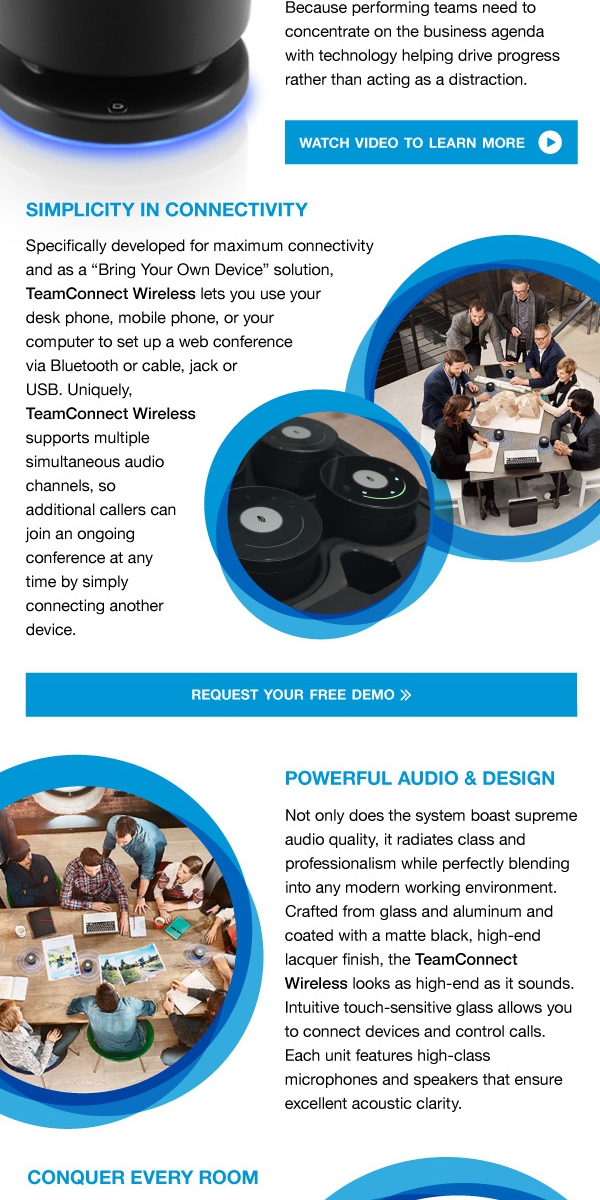 Because performing teams need to
concentrate on the business agenda
with technology helping drive progress
rather than acting as a distraction.
WATCH VIDEO TO LEARN MORE
SIMPLICITY IN CONNECTIVITY
Specifically developed for maximum connectivity
and as a “Bring Your Own Device” solution,
TeamConnect Wireless lets you use your
desk phone, mobile phone, or your
computer to set up a web conference
via Bluetooth or cable, jack or
USB. Uniquely,
TeamConnect Wireless
supports multiple
simultaneous audio
channels, so
additional callers can
join an ongoing
conference at any
time by simply
connecting another
device.
REQUEST YOUR FREE DEMO »
POWERFUL AUDIO & DESIGN
Not only does the system boast supreme
audio quality, it radiates class and
professionalism while perfectly blending
into any modern working environment.
Crafted from glass and aluminum and
coated with a matte black, high-end
lacquer finish, the TeamConnect
Wireless looks as high-end as it sounds.
Intuitive touch-sensitive glass allows you
to connect devices and control calls.
Each unit features high-class
microphones and speakers that ensure
excellent acoustic clarity.
CONQUER EVERY ROOM